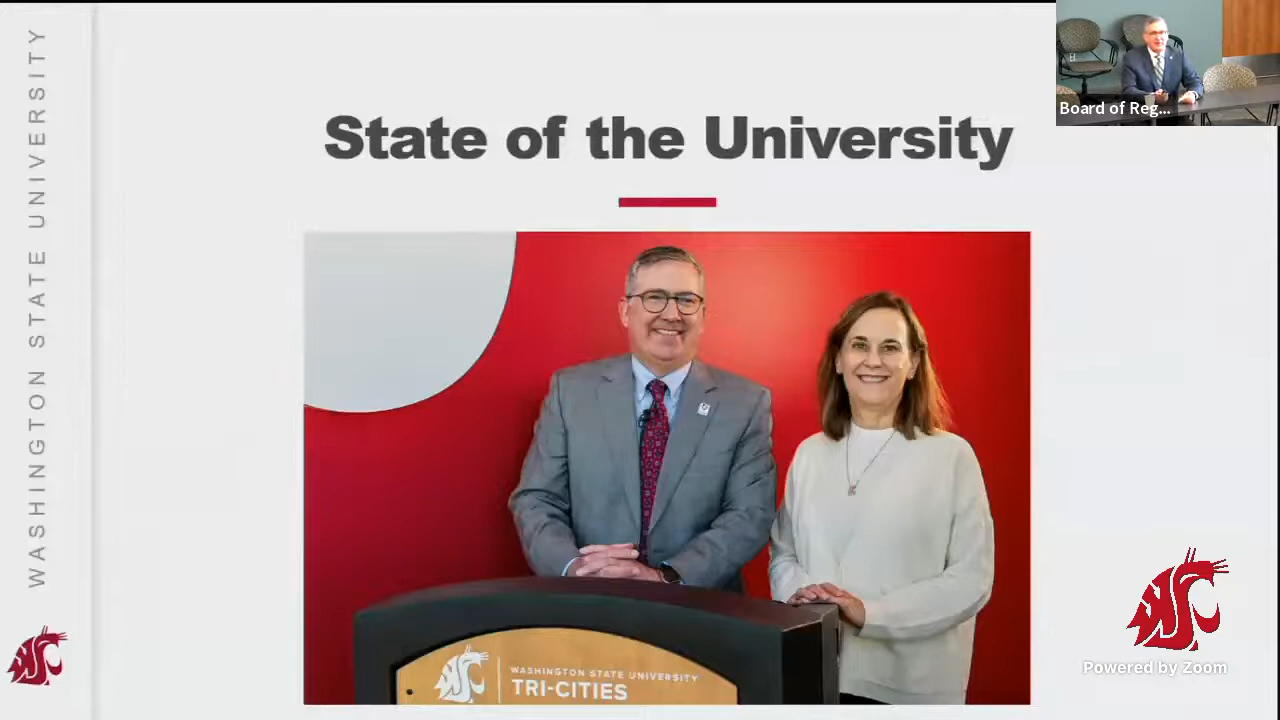 WASHINGTON STATE UNIVERSITY
State of the University
Board of Reg...
WASHINGTON STATE UNIVERSITY
TRI-CITIES
Powered by Zoom